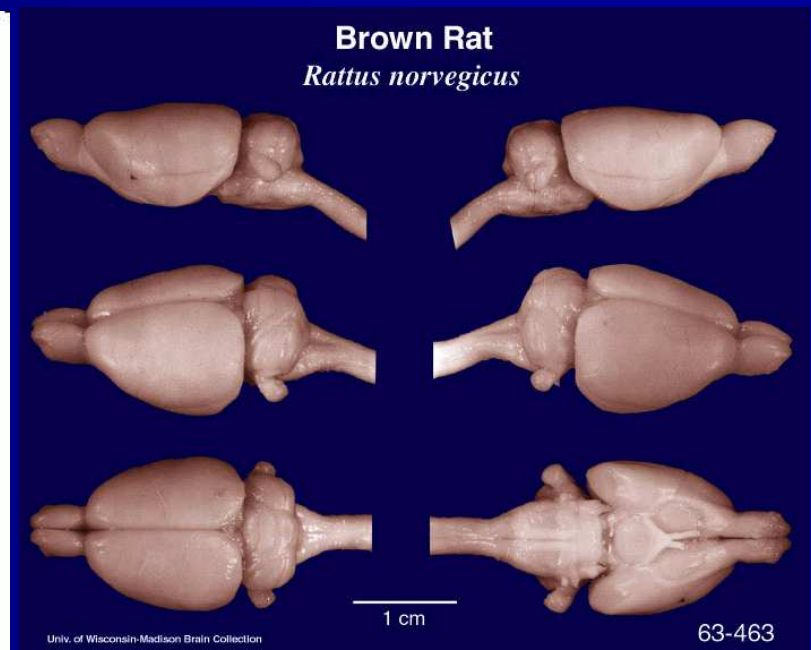 Brown Rat
Rattus norvegicus
1 cm
Univ. of Wisconsin-Madison Brain Collection
63-463